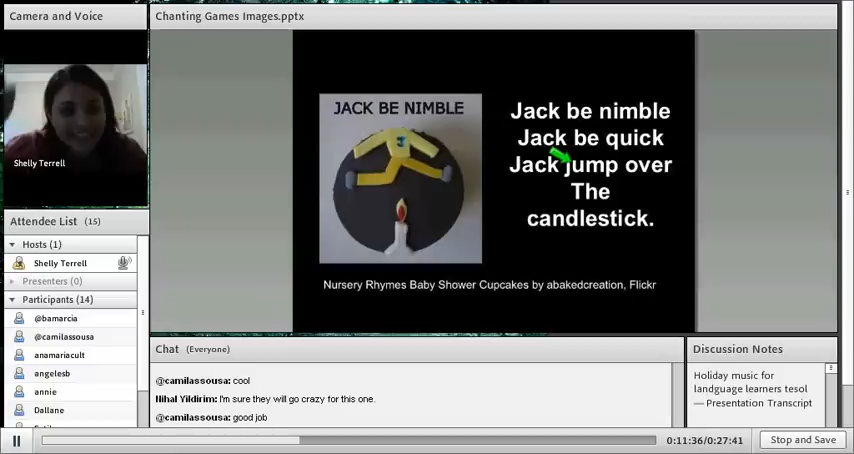 Camera and Voice
Chanting Games Images.pptx
Shelly Terrell
JACK BE NIMBLE
Jack be nimble
Jack be quick
Jack jump over
The
candlestick.
Nursery Rhymes Baby Shower Cupcakes by abakedcreation, Flickr
Attendee List (15)
Hosts (1)
Shelly Terrell
Presenters (0)
Participants (14)
@bamarcia
@camilassousa
anamariacult
angelesb
annie
Dallane
Chat (Everyone)
@camilassousa: cool
Nihal Yildirim: I'm sure they will go crazy for this one.
@camilassousa: good job
Discussion Notes
Holiday music for
landguage learners tesol
— Presentation Transcript
0:11:36/0:27:41
Stop and Save